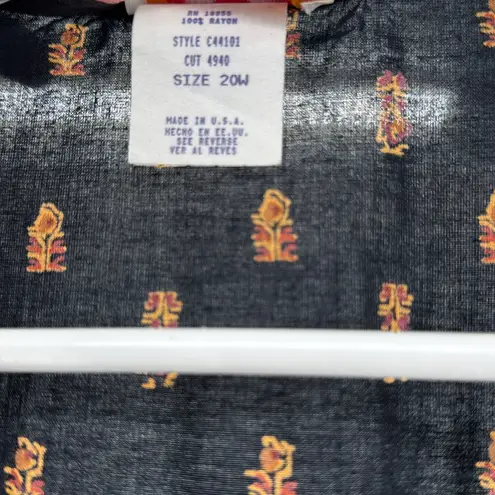 100% RAYON
STYLE C44101
CUT 4940
SIZE 20W
MADE IN U.S.A.
HECHO EN EE.UU.
SEE REVERSE
VER AL REVES